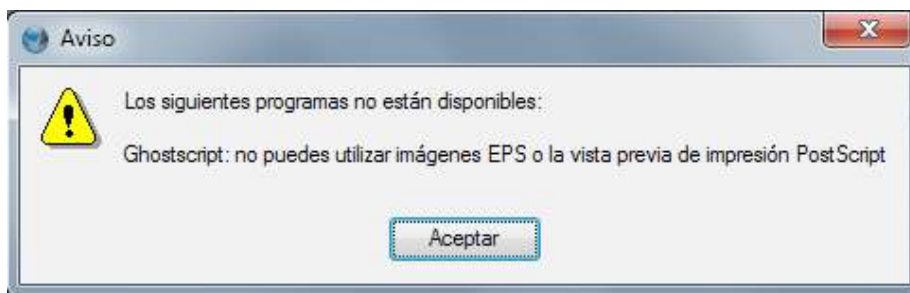 Aviso
Los siguientes programas no están disponibles:
Ghostscript: no puedes utilizar imágenes EPS o la vista previa de impresión PostScript
Aceptar